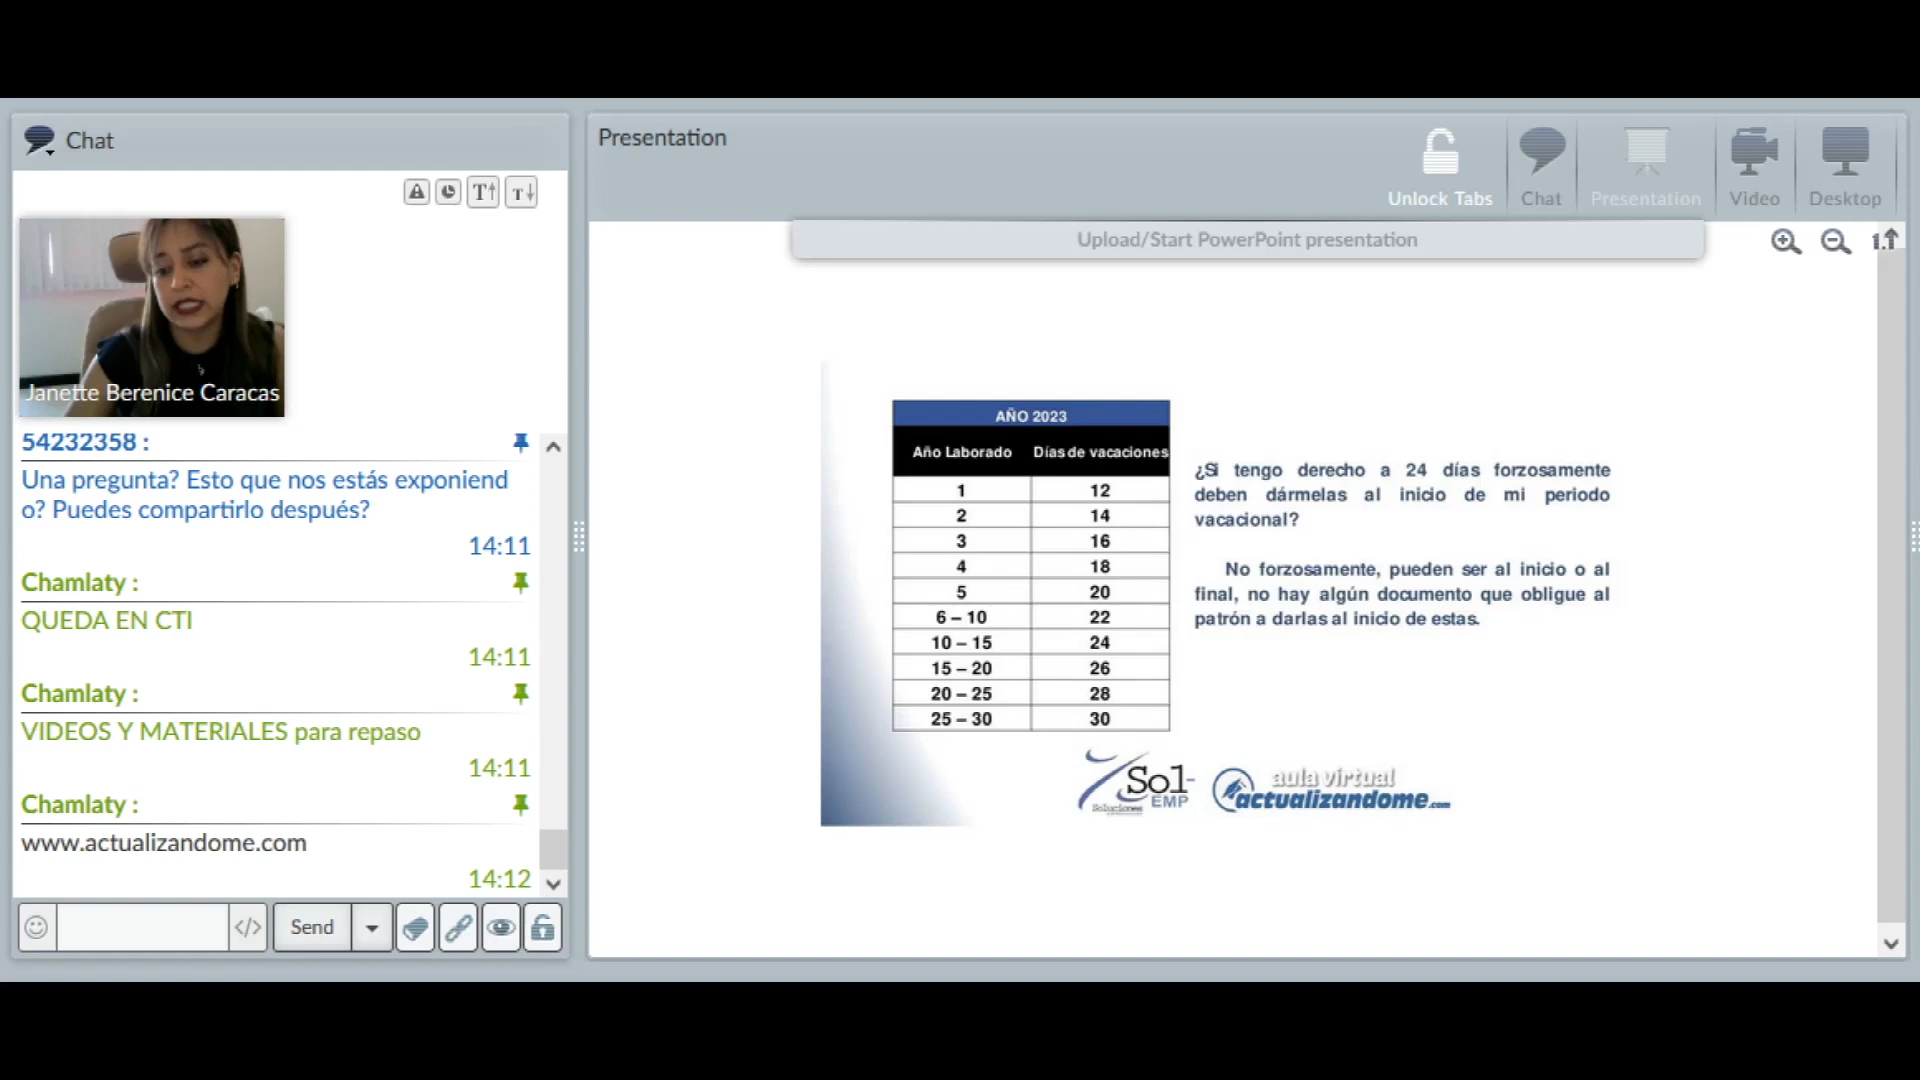 Chat
Janette Berenice Caracas
54232358 :
Una pregunta? Esto que nos estás exponiend
o? Puedes compartirlo después?
14:11
Chamlaty :
QUEDA EN CTI
14:11
Chamlaty :
VIDEOS Y MATERIALES para repaso
14:11
Chamlaty :
www.actualizandome.com
14:12
</>
Send
Presentation
Unlock Tabs
Chat
Presentation
Video
Desktop
Upload/Start PowerPoint presentation
AÑO 2023
Año Laborado Días de vacaciones
1 12
2 14
3 16
4 18
5 20
6 – 10 22
10 – 15 24
15 – 20 26
20 – 25 28
25 – 30 30
¿Si tengo derecho a 24 días forzosamente
deben dármelas al inicio de mi periodo
vacacional?
No forzosamente, pueden ser al inicio o al
final, no hay algún documento que obligue al
patrón a darlas al inicio de estas.
Sol-
EMP
Soluciones
aula virtual
actualizandome.com